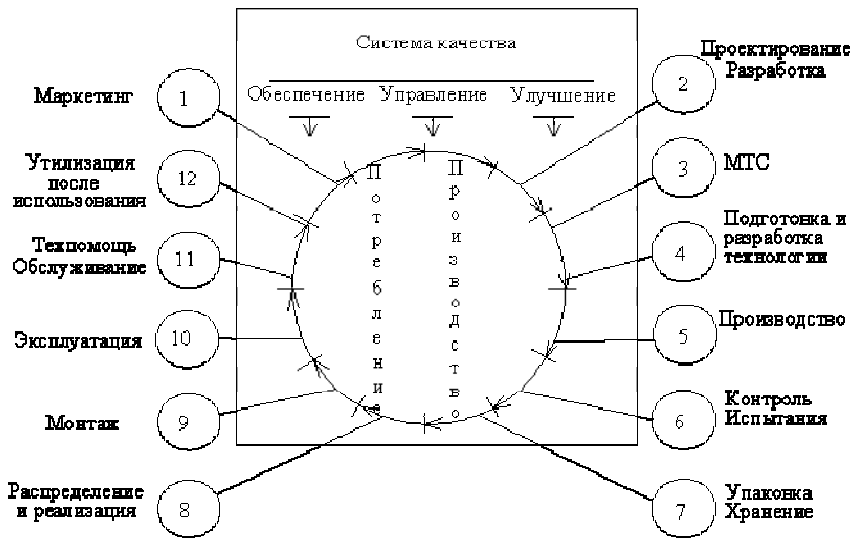 Система качества
Обеспечение Управление Улучшение
Маркетинг
1
2
Проектирование
Разработка
Утилизация
после
использования
12
3
МТС
Техпомощь
Обслуживание
11
4
Подготовка и
разработка
технологии
Эксплуатация
10
5
Производство
Монтаж
9
6
Контроль
Испытания
Распределение
и реализация
8
7
Упаковка
Хранение
Потребление
Производство